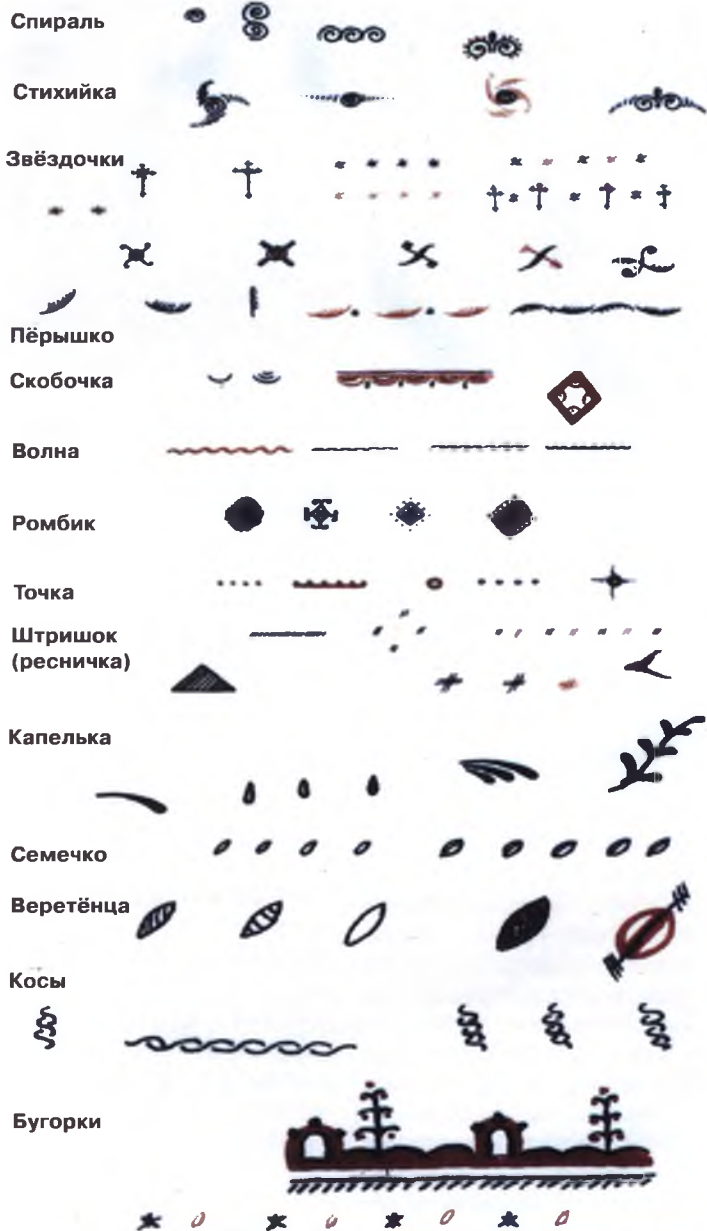 Спираль
Стихийка
Звёздочки
Пёрышко
Скобочка
Волна
Ромбик
Точка
Штришок
(ресничка)
Капелька
Семечко
Веретёнца
Косы
Бугорки